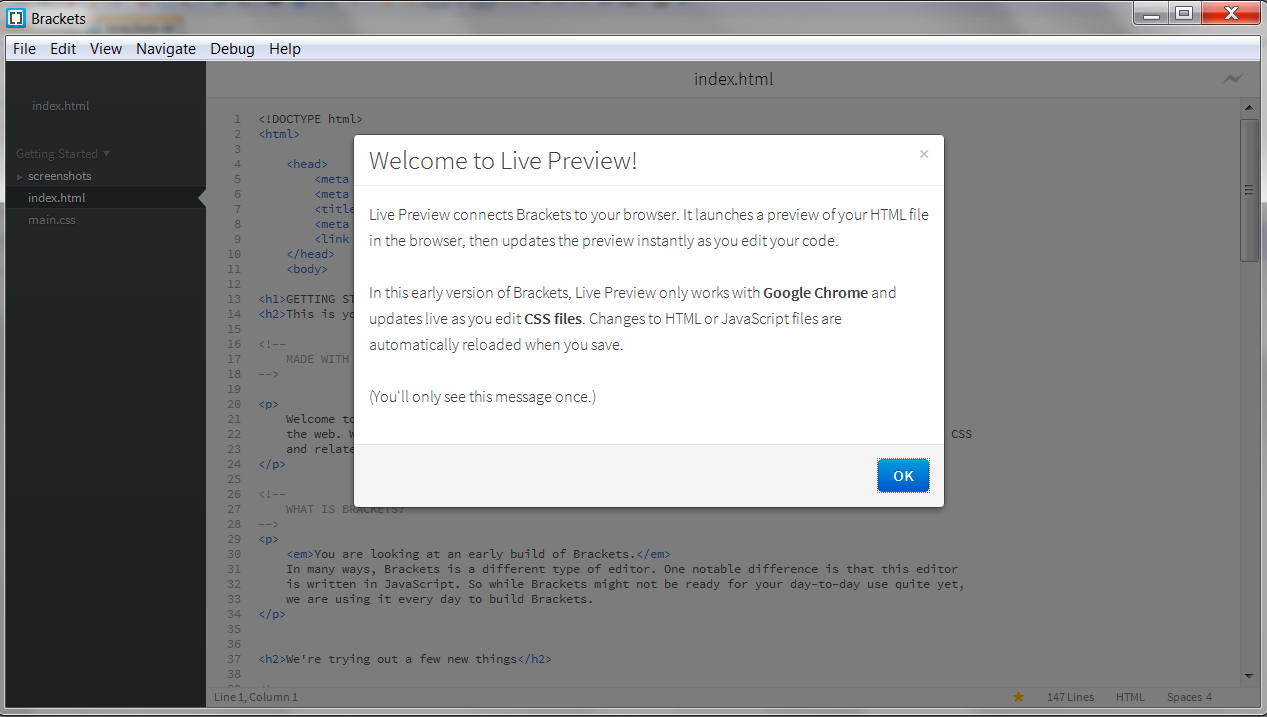 Brackets
File Edit View Navigate Debug Help
index.html
Getting Started
screenshots
index.html
main.css
index.html
1 <!DOCTYPE html>
2 <html>
3
4 <head>
5 <meta
6 <meta
7 <title
8 <meta
9 <link
10 </head>
11 <body>
12
13 <h1>GETTING ST
14 <h2>This is yo
15
16 <!--
17 MADE WITH
18 -->
19
20 <p>
21 Welcome to
22 the web. W CSS
23 and relate
24 </p>
25
26 <!--
27 WHAT IS BRACKETS?
28 -->
29 <p>
30 <em>You are looking at an early build of Brackets.</em>
31 In many ways, Brackets is a different type of editor. One notable difference is that this editor
32 is written in JavaScript. So while Brackets might not be ready for your day-to-day use quite yet,
33 we are using it every day to build Brackets.
34 </p>
35
36
37 <h2>We're trying out a few new things</h2>
38
Welcome to Live Preview! ×
Live Preview connects Brackets to your browser. It launches a preview of your HTML file
in the browser, then updates the preview instantly as you edit your code.
In this early version of Brackets, Live Preview only works with Google Chrome and
updates live as you edit CSS files. Changes to HTML or JavaScript files are
automatically reloaded when you save.
(You'll only see this message once.)
OK
Line 1, Column 1 147 Lines HTML Spaces 4